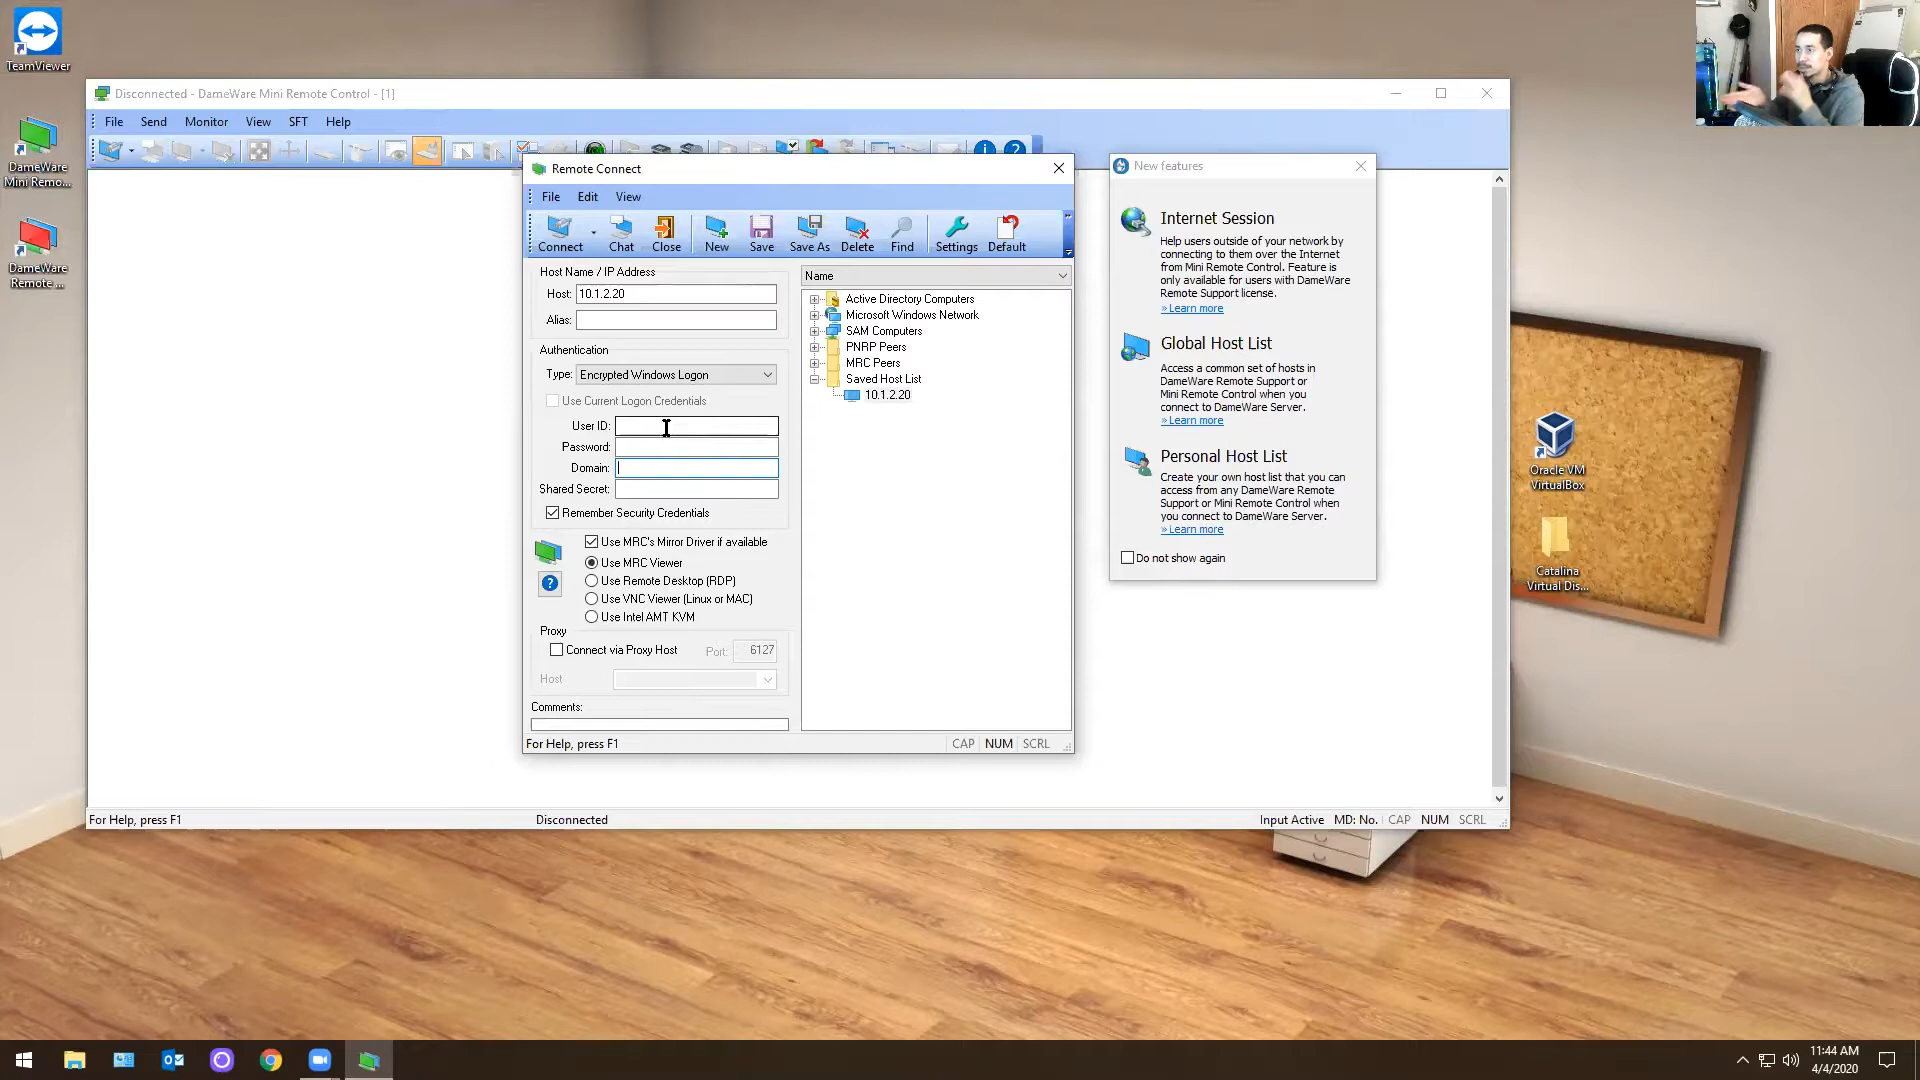 TeamViewer
DameWare
Mini Remo...
DameWare
Remote ...
Disconnected - DameWare Mini Remote Control - [1]
File Send Monitor View SFT Help
Remote Connect
File Edit View
Connect Chat Close New Save Save As Delete Find Settings Default
Host Name / IP Address
Host: 10.1.2.20
Alias:
Authentication
Type: Encrypted Windows Logon
Use Current Logon Credentials
User ID:
Password:
Domain:
Shared Secret:
Remember Security Credentials
Use MRC's Mirror Driver if available
Use MRC Viewer
Use Remote Desktop (RDP)
Use VNC Viewer (Linux or MAC)
Use Intel AMT KVM
Proxy
Connect via Proxy Host Port: 6127
Host
Comments:
For Help, press F1
CAP NUM SCRL
Name
Active Directory Computers
Microsoft Windows Network
SAM Computers
PNRP Peers
MRC Peers
Saved Host List
10.1.2.20
New features
Internet Session
Help users outside of your network by
connecting to them over the Internet
from Mini Remote Control. Feature is
only available for users with DameWare
Remote Support license.
» Learn more
Global Host List
Access a common set of hosts in
DameWare Remote Support or
Mini Remote Control when you
connect to DameWare Server.
» Learn more
Personal Host List
Create your own host list that you can
access from any DameWare Remote
Support or Mini Remote Control when
you connect to DameWare Server.
» Learn more
Do not show again
For Help, press F1
Disconnected
Input Active MD: No. CAP NUM SCRL
Oracle VM
VirtualBox
Catalina
Virtual Dis...
11:44 AM
4/4/2020